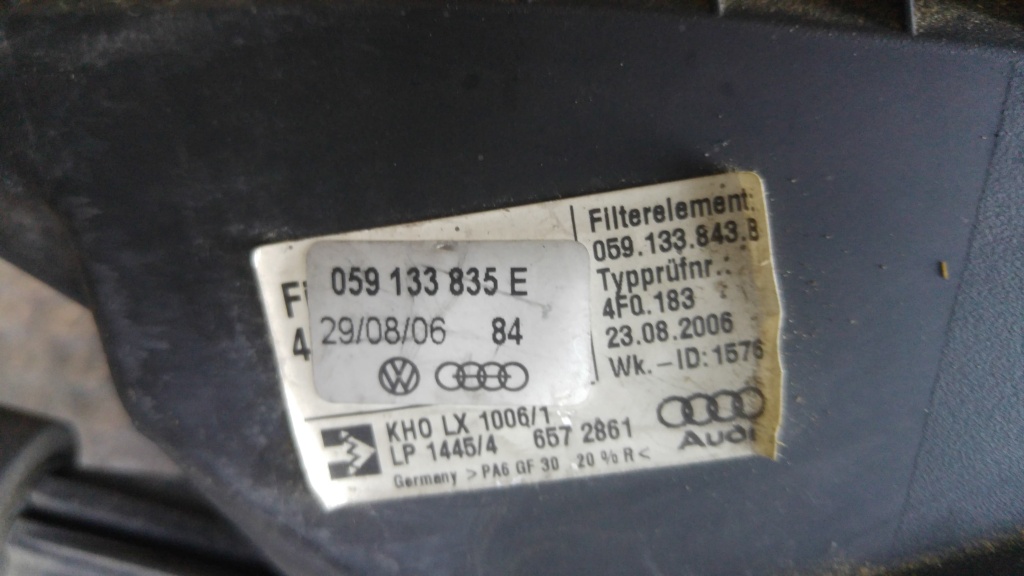 059 133 835 E
29/08/06 84
F
4
Filterelement:
059.133.843.B
Typprüfnr.:
4F0.183
23.08.2006
Wk.-ID:1576
KHO LX 1006/1
LP 1445/4 657 2861
Germany >PA6 GF 30 20 % R<
Audi